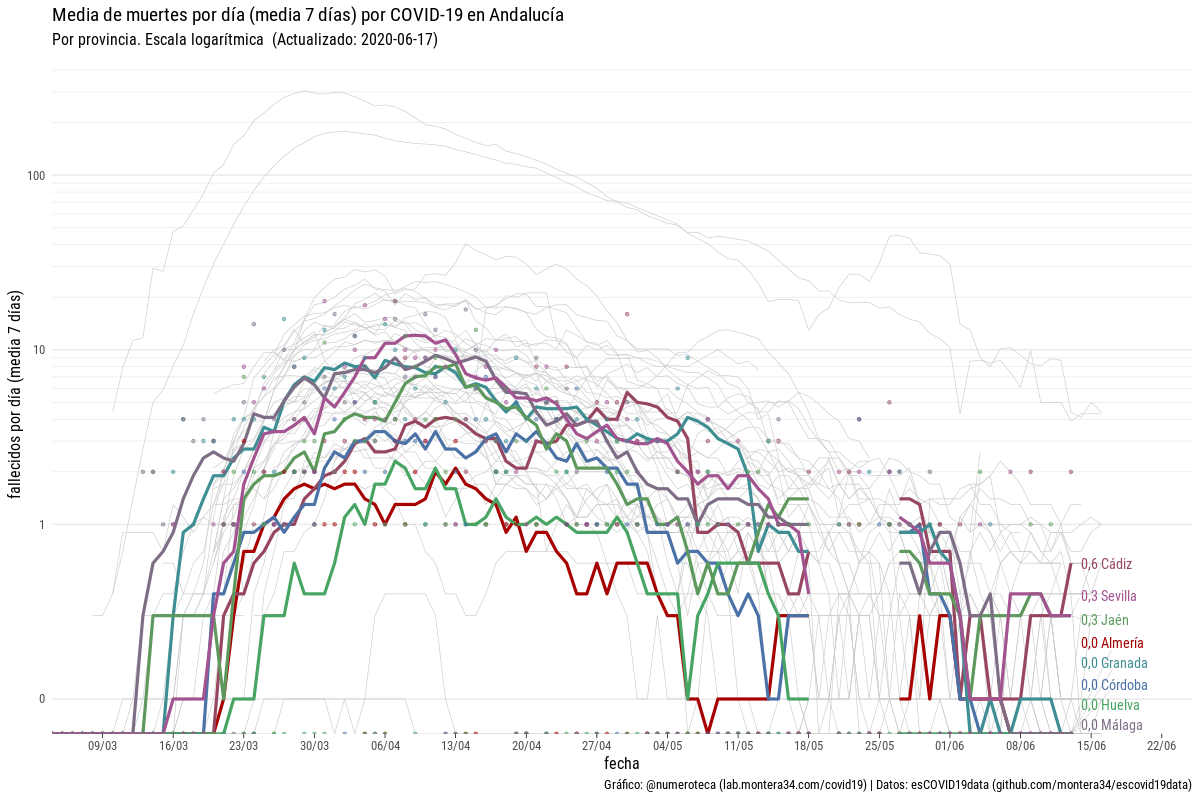 Media de muertes por día (media 7 días) por COVID-19 en Andalucía
Por provincia. Escala logarítmica (Actualizado: 2020-06-17)
fallecidos por día (media 7 días)
100
10
1
0
0,6 Cádiz
0,3 Sevilla
0,3 Jaén
0,0 Almería
0,0 Granada
0,0 Córdoba
0,0 Huelva
0,0 Málaga
09/03 16/03 23/03 30/03 06/04 13/04 20/04 27/04 04/05 11/05 18/05 25/05 01/06 08/06 15/06 22/06
fecha
Gráfico: @numeroteca (lab.montera34.com/covid19) | Datos: esCOVID19data (github.com/montera34/escovid19data)